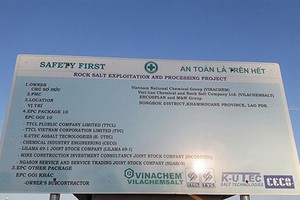 SAFETY FIRST
AN TOÀN LÀ TRÊN HẾT
ROCK SALT EXPLOITATION AND PROCESSING PROJECT
1.OWNER
CHỦ SỞ HỮU
Vietnam National Chemical Group (VINACHEM)
Viet-Lao Chemical and Rock Salt Company Ltd. (VILACHEMSALT)
2.PMC
ERCOSPLAN and M&W Group.
3.LOCATION
VỊ TRÍ
NONGBOK DISTRICT, KHAMMOUANE PROVINCE, LAO PDR.
4.EPC PACKAGE 10
EPC GÓI 10
- TTCL PUBLIC COMPANY LIMITED (TTCL)
- TTCL VIETNAM CORPORATION LIMITED (TVC)
- K-UTEC AG SALT TECHNOLOGIES
- CHEMICAL INDUSTRY ENGINEERING (CECO)
- LILAMA 69-1 JOINT STOCK COMPANY (LILAMA 69-1)
- MINE CONSTRUCTION INVESTMENT CONSULTANCY JOINT STOCK COMPANY
SERVICE AND TRADING JOINT STOCK COMPANY
5.EPC OTHER PACKAGE
EPC GÓI KHÁC
-OWNER'S SUBCONTRACTOR
VINACHEM
VILACHEMSALT
K-UTEC
SALT TECHNOLOGIES
CECO